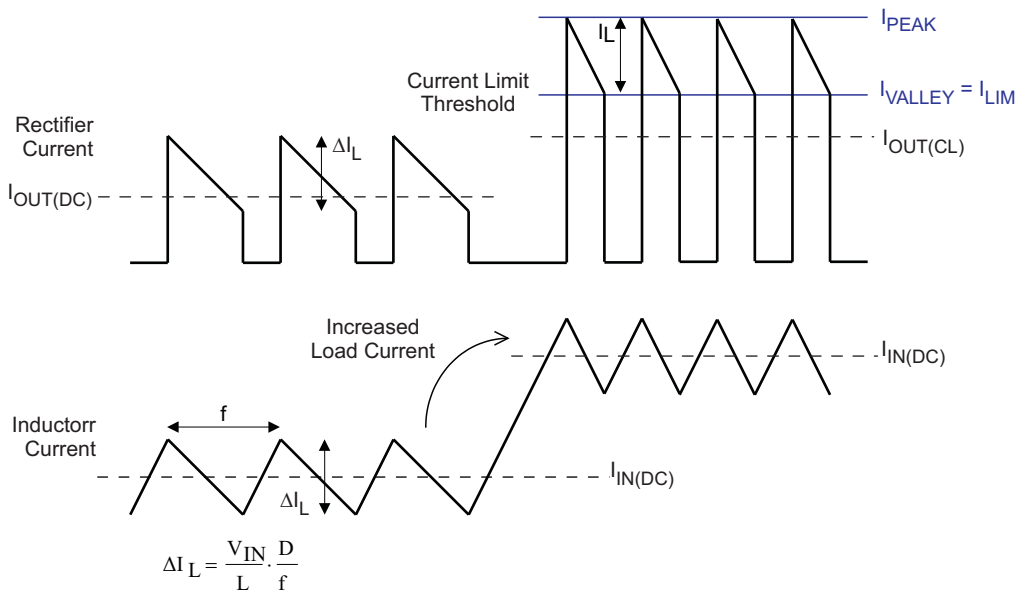 I_PEAK
I_L
Current Limit
Threshold
I_VALLEY = I_LIM
Rectifier
Current
ΔI_L
I_OUT(CL)
I_OUT(DC)
Increased
Load Current
I_IN(DC)
f
Inductorr
Current
I_IN(DC)
ΔI_L
ΔI_L = V_IN/L · D/f